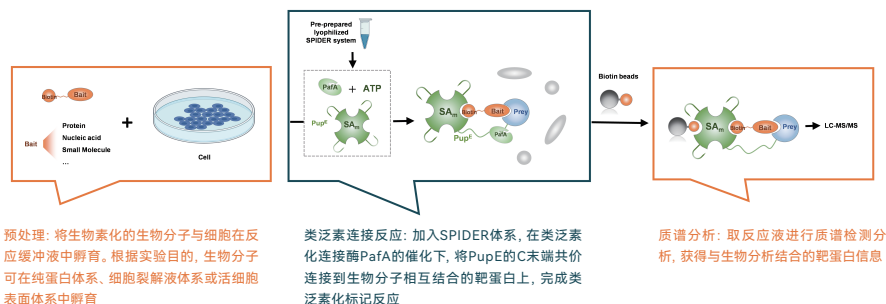 Pre-prepared
lyophilized
SPIDER system
Biotin
Bait
Bait
Protein
Nucleic acid
Small Molecule
...
+
Cell
PafA
+ ATP
PupE
SAm
SAm
Biotin
Bait
Prey
PafA
PupE
Biotin beads
SAm
Biotin
Bait
Prey
LC-MS/MS
预处理: 将生物素化的生物分子与细胞在反
应缓冲液中孵育。根据实验目的, 生物分子
可在纯蛋白体系、细胞裂解液体系或活细胞
表面体系中孵育
类泛素连接反应: 加入SPIDER体系, 在类泛素
化连接酶PafA的催化下, 将PupE的C末端共价
连接到生物分子相互结合的靶蛋白上, 完成类
泛素化标记反应
质谱分析: 取反应液进行质谱检测分
析, 获得与生物分析结合的靶蛋白信息